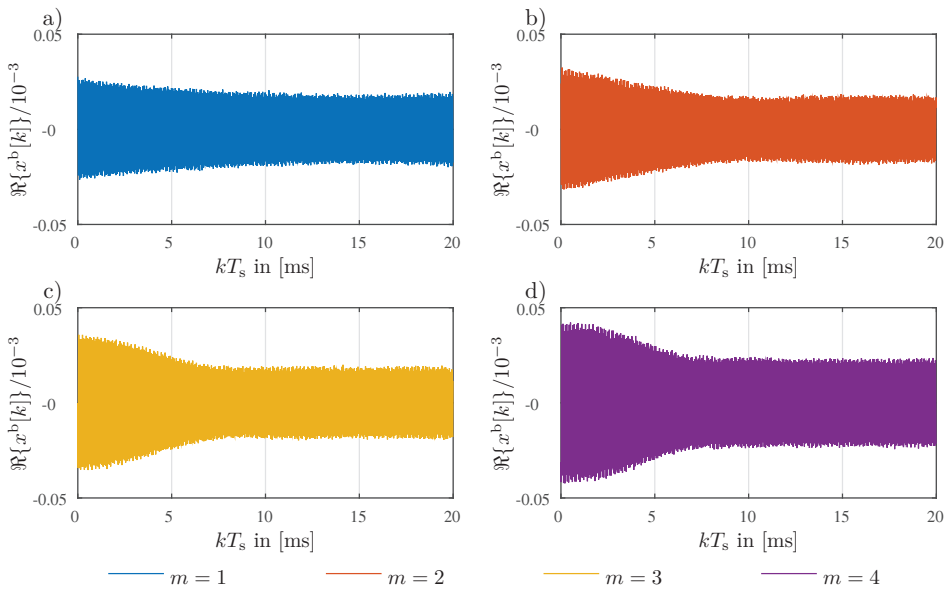 a) b)
0.05 0.05
ℜ{x^b[k]}/10^−3 ℜ{x^b[k]}/10^−3
-0 -0
-0.05 -0.05
0 5 10 15 20 0 5 10 15 20
kT_s in [ms] kT_s in [ms]
c) d)
0.05 0.05
ℜ{x^b[k]}/10^−3 ℜ{x^b[k]}/10^−3
-0 -0
-0.05 -0.05
0 5 10 15 20 0 5 10 15 20
kT_s in [ms] kT_s in [ms]
m = 1 m = 2 m = 3 m = 4